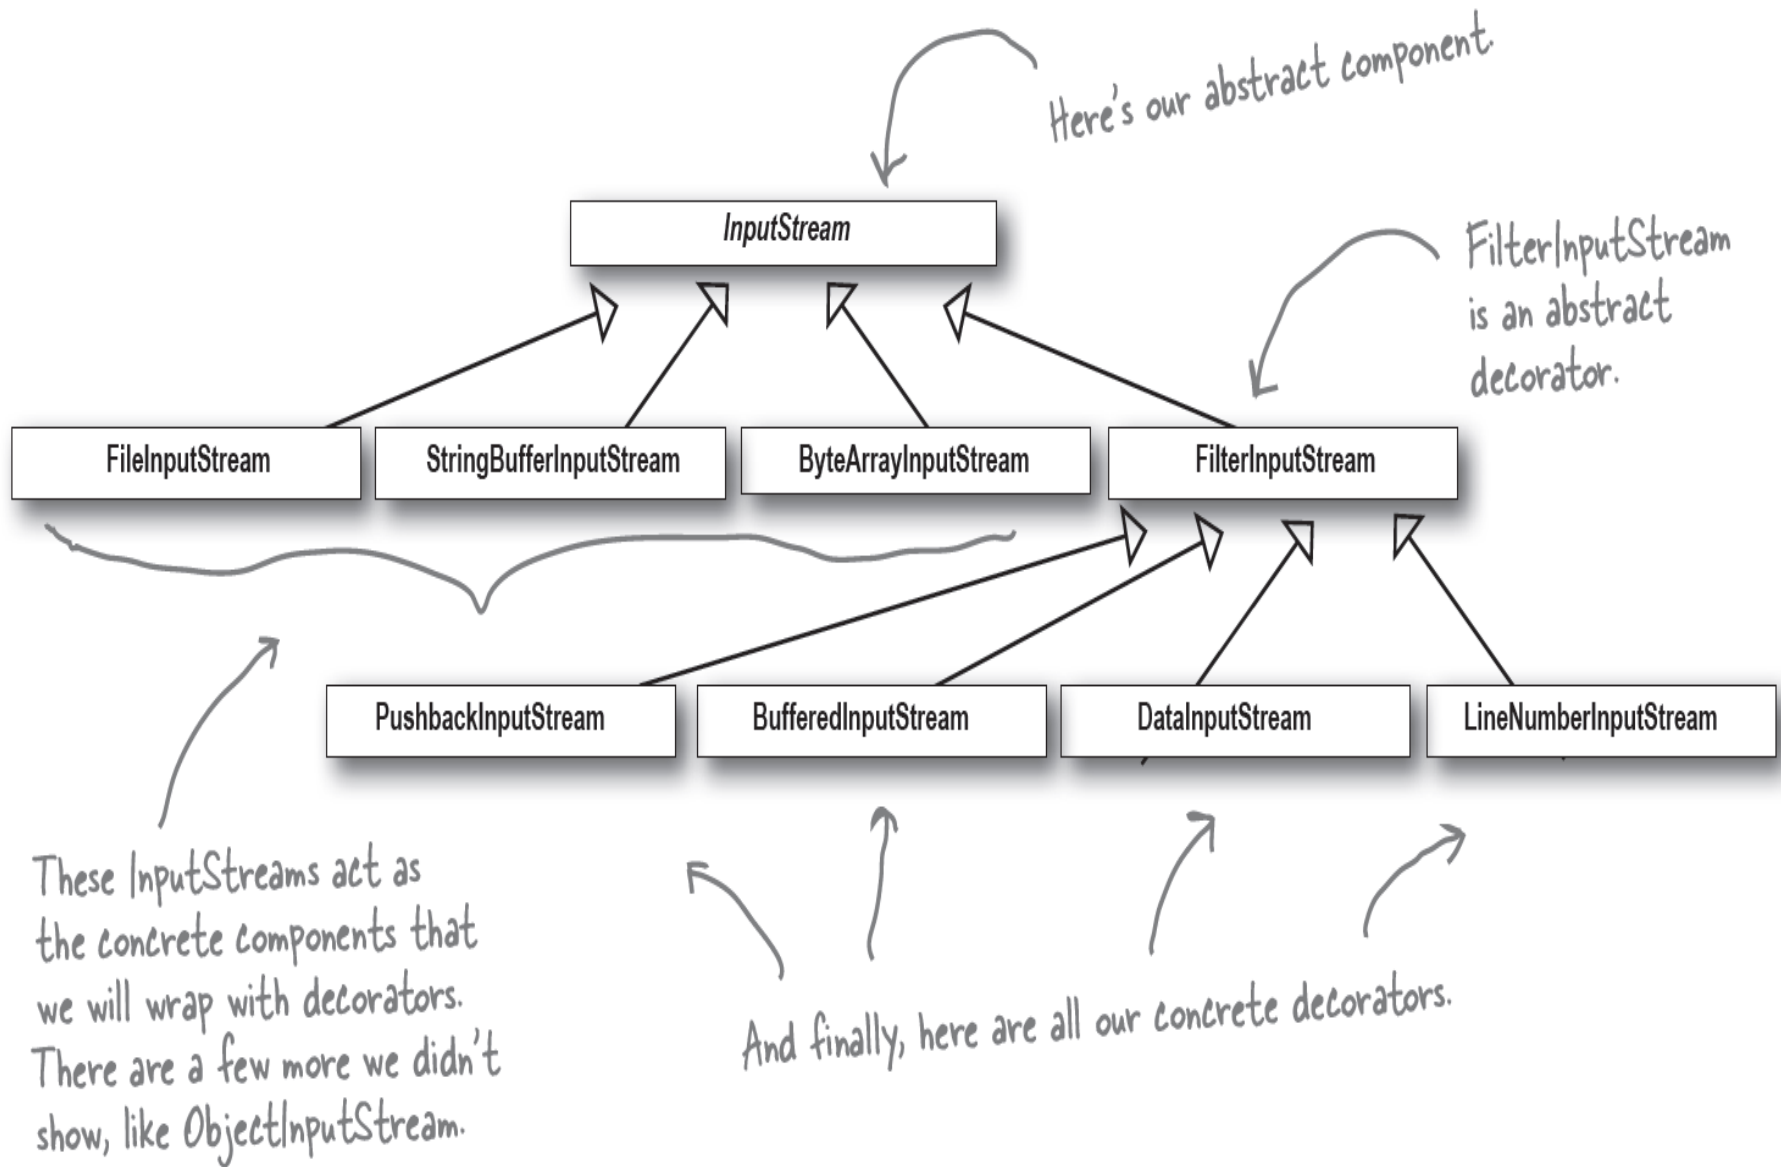 Here's our abstract component.
InputStream
FilterInputStream
is an abstract
decorator.
FileInputStream
StringBufferInputStream
ByteArrayInputStream
FilterInputStream
PushbackInputStream
BufferedInputStream
DataInputStream
LineNumberInputStream
These InputStreams act as
the concrete components that
we will wrap with decorators.
There are a few more we didn't
show, like ObjectInputStream.
And finally, here are all our concrete decorators.